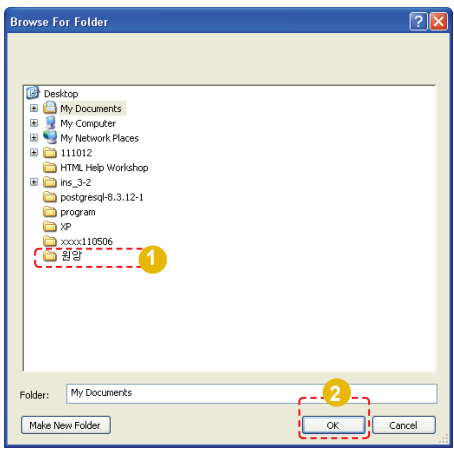 Browse For Folder
Desktop
My Documents
My Computer
My Network Places
111012
HTML Help Workshop
ins_3-2
postgresql-8.3.12-1
program
XP
xxxx110506
원앙
1
Folder:
My Documents
2
Make New Folder
OK
Cancel